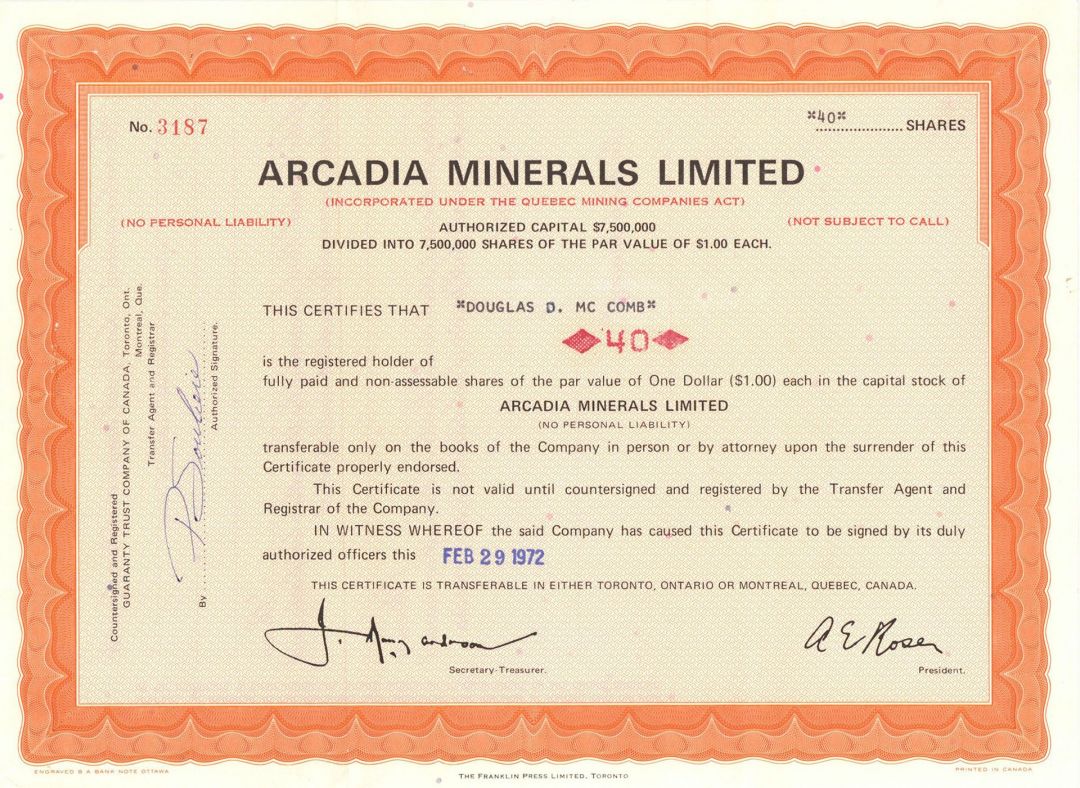 No. 3187
*40* SHARES
ARCADIA MINERALS LIMITED
(INCORPORATED UNDER THE QUEBEC MINING COMPANIES ACT)
(NO PERSONAL LIABILITY)
(NOT SUBJECT TO CALL)
AUTHORIZED CAPITAL $7,500,000
DIVIDED INTO 7,500,000 SHARES OF THE PAR VALUE OF $1.00 EACH.
THIS CERTIFIES THAT *DOUGLAS D. MC COMB*
40
is the registered holder of
fully paid and non-assessable shares of the par value of One Dollar ($1.00) each in the capital stock of
ARCADIA MINERALS LIMITED
(NO PERSONAL LIABILITY)
transferable only on the books of the Company in person or by attorney upon the surrender of this
Certificate properly endorsed.
This Certificate is not valid until countersigned and registered by the Transfer Agent and
Registrar of the Company.
IN WITNESS WHEREOF the said Company has caused this Certificate to be signed by its duly
authorized officers this FEB 29 1972
THIS CERTIFICATE IS TRANSFERABLE IN EITHER TORONTO, ONTARIO OR MONTREAL, QUEBEC, CANADA.
J.
Secretary-Treasurer.
A E Rosen
President.
Countersigned and Registered
GUARANTY TRUST COMPANY OF CANADA, Toronto, Ont.
Montreal, Que.
Transfer Agent and Registrar
By
Authorized Signature.
ENGRAVED B A BANK NOTE OTTAWA
THE FRANKLIN PRESS LIMITED, TORONTO
PRINTED IN CANADA